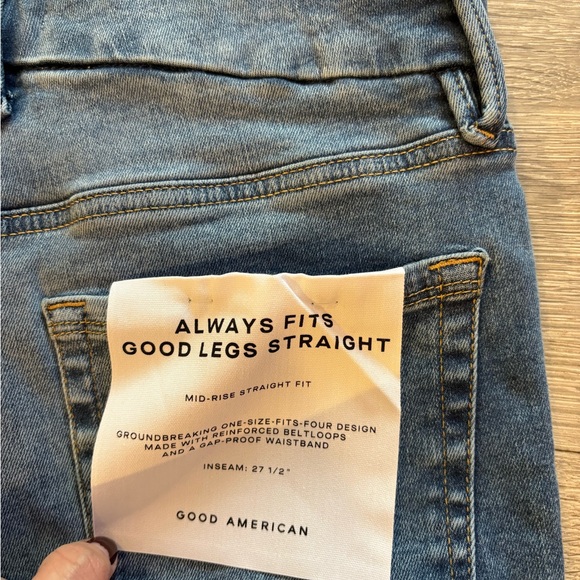 ALWAYS FITS
GOOD LEGS STRAIGHT
MID-RISE STRAIGHT FIT
GROUNDBREAKING ONE-SIZE-FITS-FOUR DESIGN
MADE WITH REINFORCED BELTLOOPS
AND A GAP-PROOF WAISTBAND
INSEAM: 27 1/2"
GOOD AMERICAN